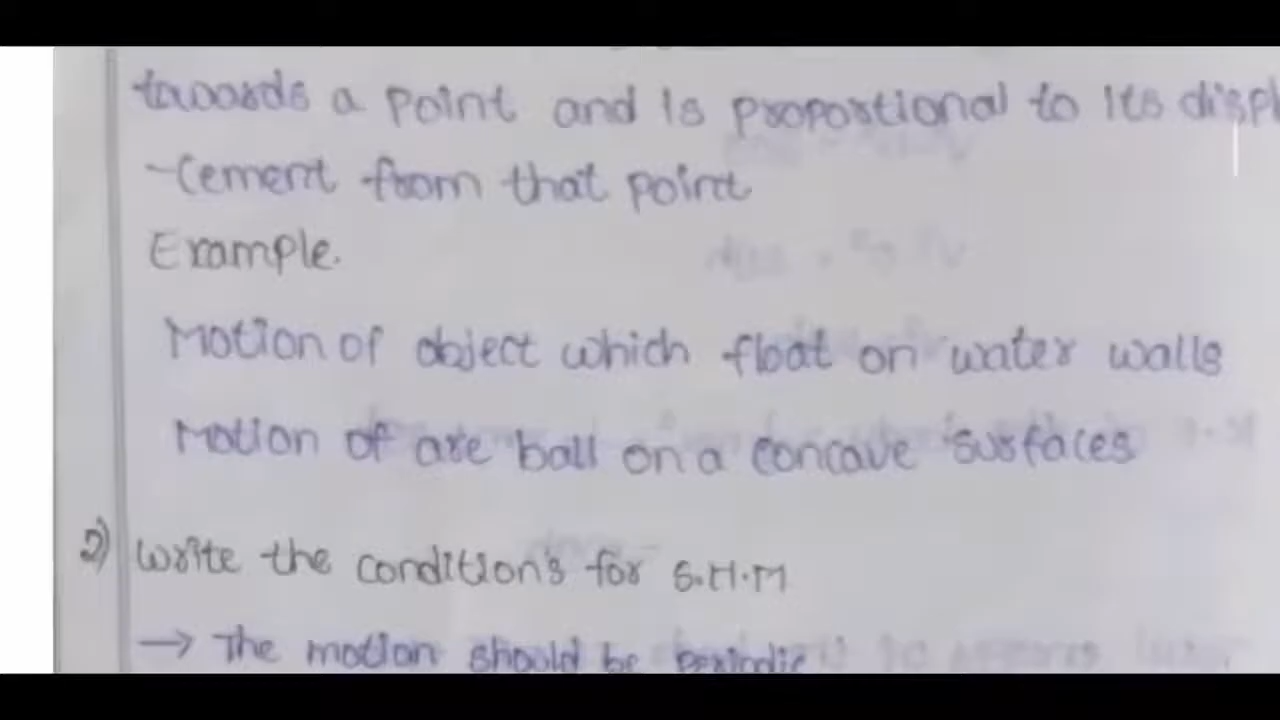 towards a point and is proportional to its displ
-cement from that point
Example.
Motion of object which float on water walls
Motion of are ball on a concave surfaces
2) Write the condition's for S.H.M
→ The motion should be periodic